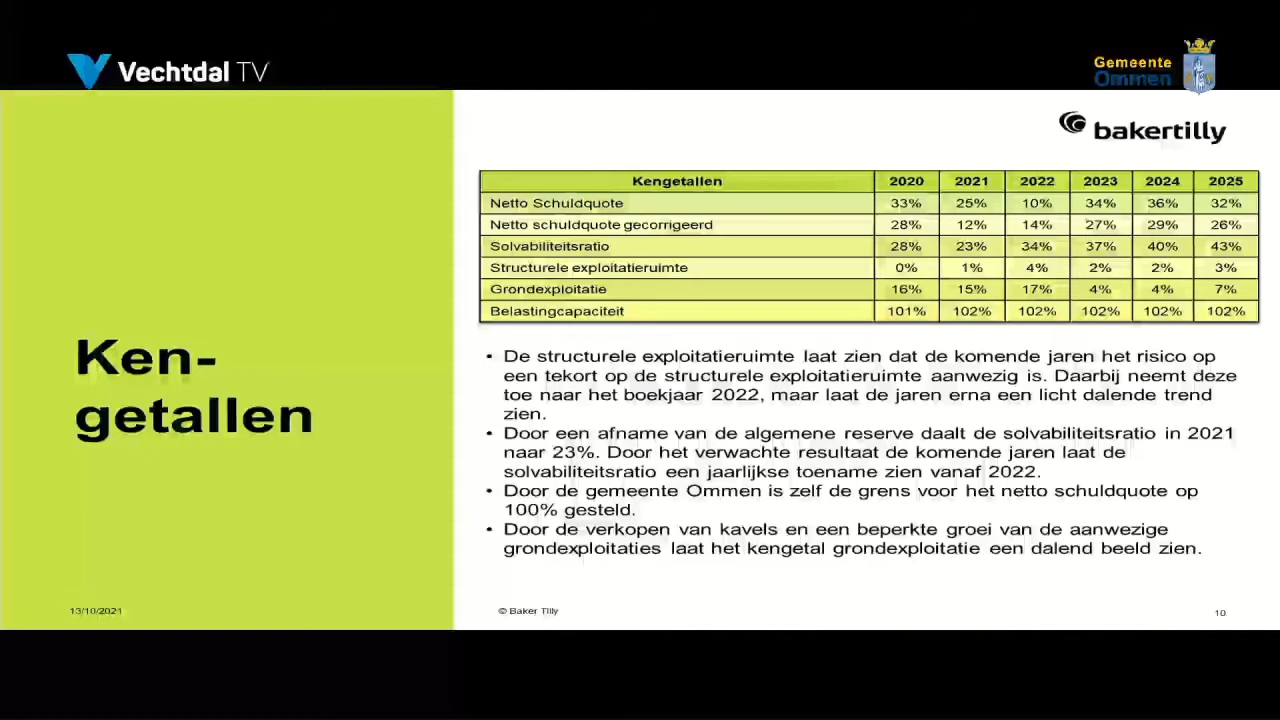 Vechtdal TV
Gemeente
Ommen
bakertilly
Ken-
getallen
Kengetallen 2020 2021 2022 2023 2024 2025
Netto Schuldquote 33% 25% 10% 34% 36% 32%
Netto schuldquote gecorrigeerd 28% 12% 14% 27% 29% 26%
Solvabiliteitsratio 28% 23% 34% 37% 40% 43%
Structurele exploitatieruimte 0% 1% 4% 2% 2% 3%
Grondexploitatie 16% 15% 17% 4% 4% 7%
Belastingcapaciteit 101% 102% 102% 102% 102% 102%
• De structurele exploitatieruimte laat zien dat de komende jaren het risico op
een tekort op de structurele exploitatieruimte aanwezig is. Daarbij neemt deze
toe naar het boekjaar 2022, maar laat de jaren erna een licht dalende trend
zien.
• Door een afname van de algemene reserve daalt de solvabiliteitsratio in 2021
naar 23%. Door het verwachte resultaat de komende jaren laat de
solvabiliteitsratio een jaarlijkse toename zien vanaf 2022.
• Door de gemeente Ommen is zelf de grens voor het netto schuldquote op
100% gesteld.
• Door de verkopen van kavels en een beperkte groei van de aanwezige
grondexploitaties laat het kengetal grondexploitatie een dalend beeld zien.
13/10/2021
© Baker Tilly
10